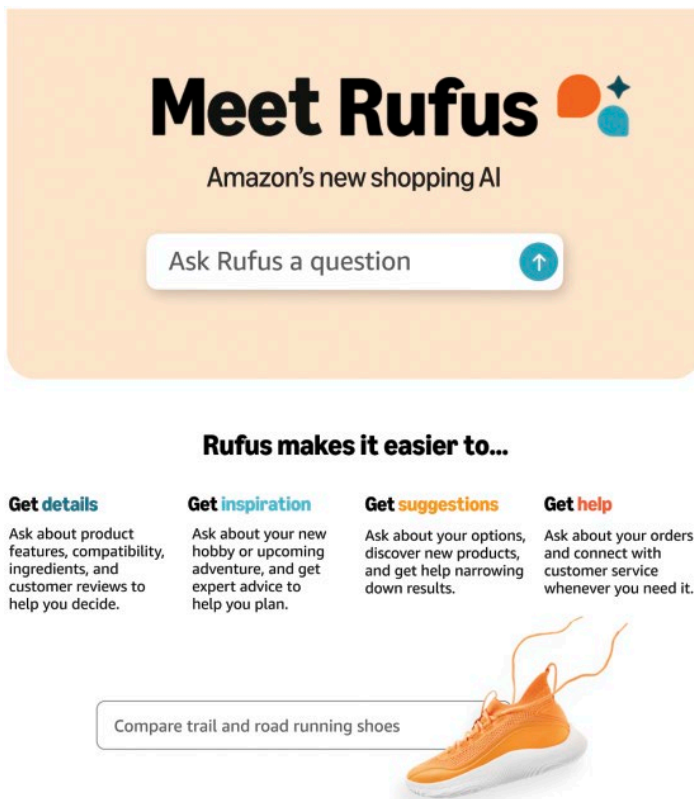 Meet Rufus
Amazon's new shopping AI
Ask Rufus a question
Rufus makes it easier to...
Get details
Ask about product
features, compatibility,
ingredients, and
customer reviews to
help you decide.
Get inspiration
Ask about your new
hobby or upcoming
adventure, and get
expert advice to
help you plan.
Get suggestions
Ask about your options,
discover new products,
and get help narrowing
down results.
Get help
Ask about your orders
and connect with
customer service
whenever you need it.
Compare trail and road running shoes